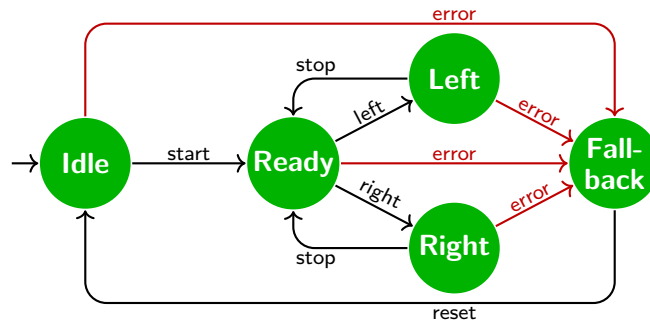 error
stop
Left
left
error
Idle
start
Ready
error
Fall-
back
right
error
Right
stop
reset